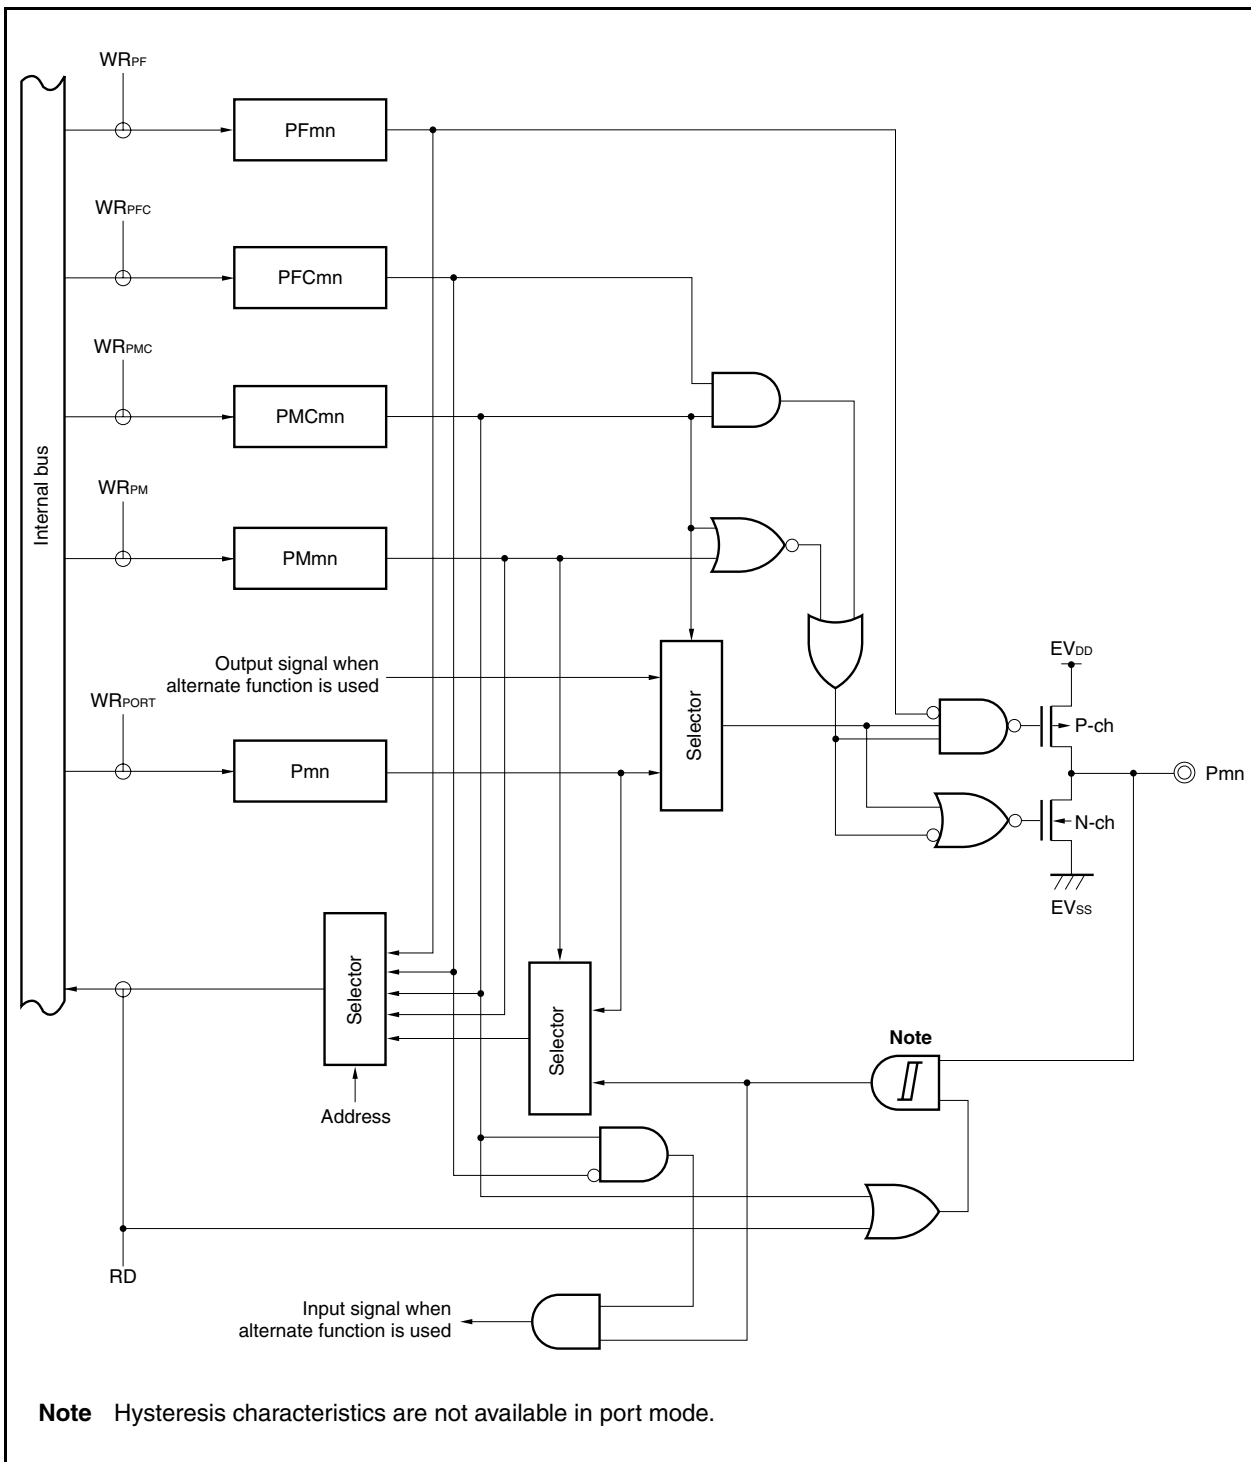 WRPF
PFmn
WRPFC
PFCmn
WRPMC
PMCmn
Internal bus
WRPM
PMmn
Output signal when
alternate function is used
WRPORT
Pmn
Selector
EVDD
P-ch
Pmn
N-ch
EVSS
Selector
Selector
Note
Address
RD
Input signal when
alternate function is used
Note Hysteresis characteristics are not available in port mode.